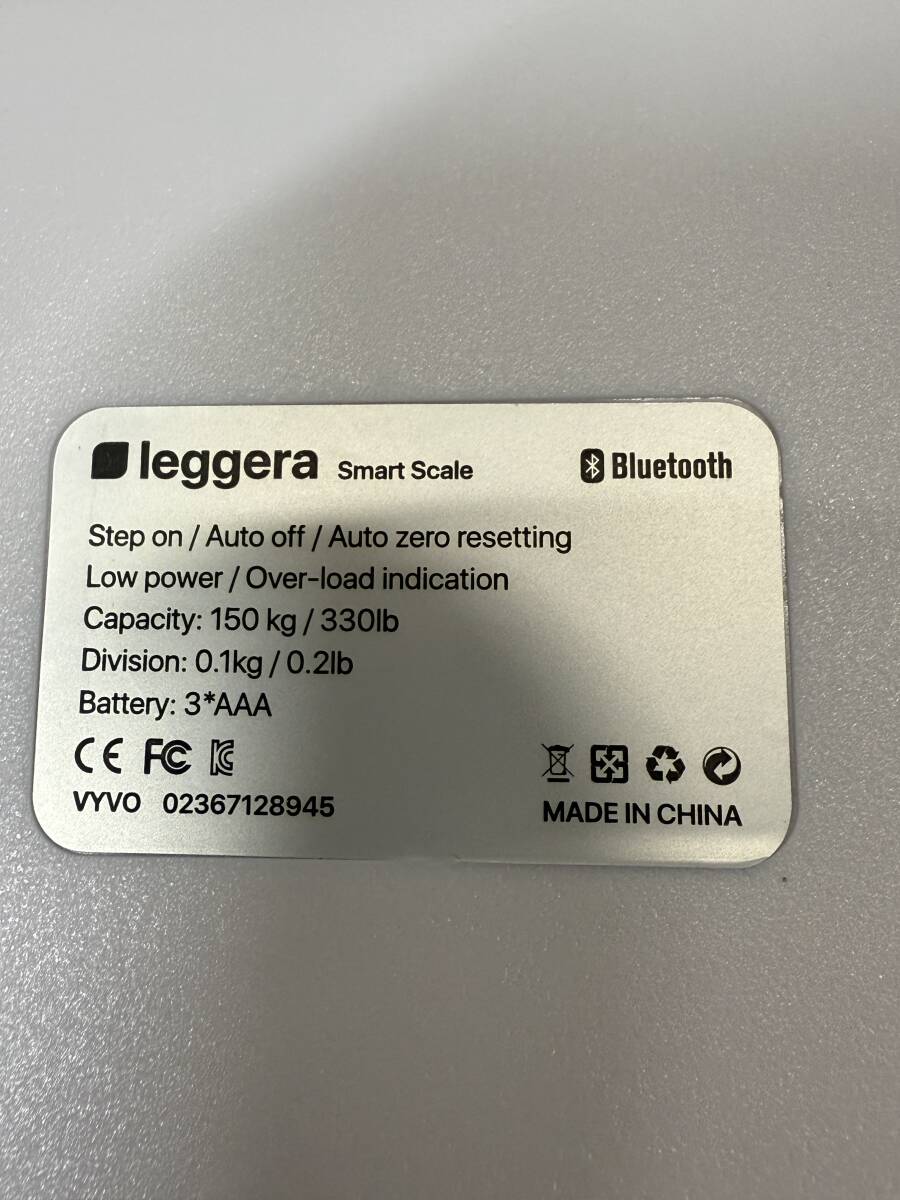 leggera Smart Scale Bluetooth
Step on / Auto off / Auto zero resetting
Low power / Over-load indication
Capacity: 150 kg / 330lb
Division: 0.1kg / 0.2lb
Battery: 3*AAA
CE FC KC
VYVO 02367128945 MADE IN CHINA